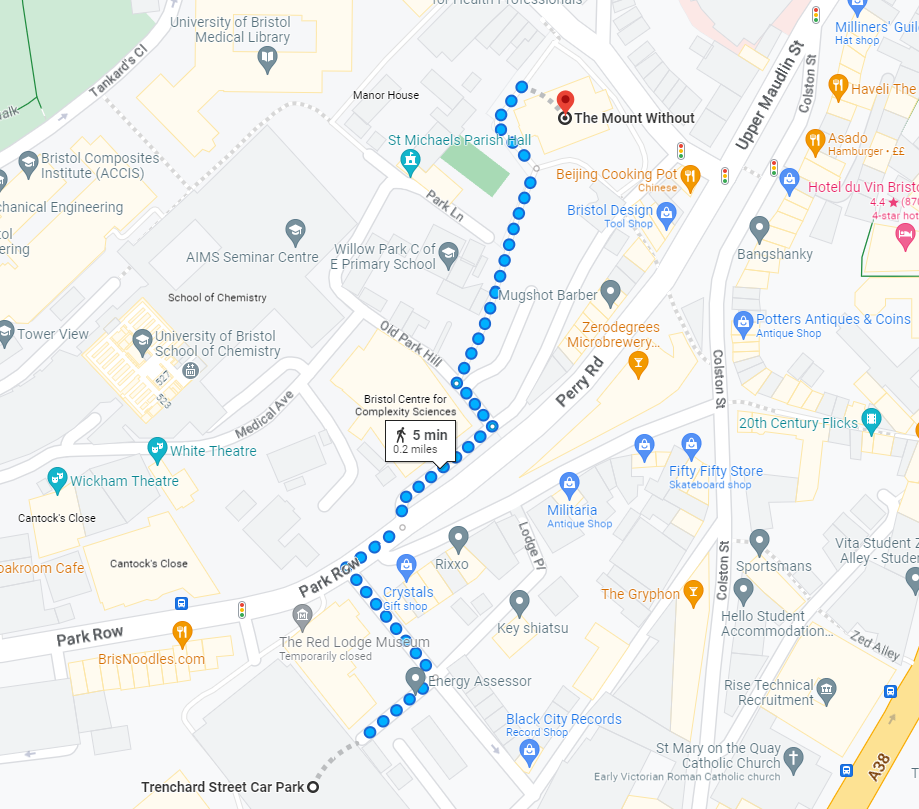 for Health Professionals
University of Bristol
Medical Library
Milliners' Guil
Hat shop
Tankard's Cl
Upper Maudlin St
Colston St
Haveli The
Manor House
The Mount Without
alk
St Michaels Parish Hall
Asado
Hamburger • ££
Bristol Composites
Institute (ACCIS)
Beijing Cooking Pot
Chinese
Hotel du Vin Bristo
4.4 ★ (870
4-star hot
chanical Engineering
Park Ln
Bristol Design
Tool Shop
ol
ering
AIMS Seminar Centre
Willow Park C of
E Primary School
Bangshanky
School of Chemistry
Mugshot Barber
Tower View
University of Bristol
School of Chemistry
Old Park Hill
Zerodegrees
Microbrewery...
Potters Antiques & Coins
Antique Shop
527
523
Perry Rd
Colston St
Medical Ave
Bristol Centre for
Complexity Sciences
5 min
0.2 miles
20th Century Flicks
White Theatre
Wickham Theatre
Fifty Fifty Store
Skateboard shop
Militaria
Antique Shop
Cantock's Close
Lodge Pl
Vita Student Z
Alley - Studen
Oakroom Cafe
Cantock's Close
Rixxo
Sportsmans
Colston St
Park Row
Crystals
Gift shop
The Gryphon
Hello Student
Accommodation...
Park Row
The Red Lodge Museum
Temporarily closed
Key shiatsu
Zed Alley
BrisNoodles.com
Energy Assessor
Rise Technical
Recruitment
Black City Records
Record Shop
St Mary on the Quay
Catholic Church
Early Victorian Roman Catholic church
A38
T
Trenchard Street Car Park